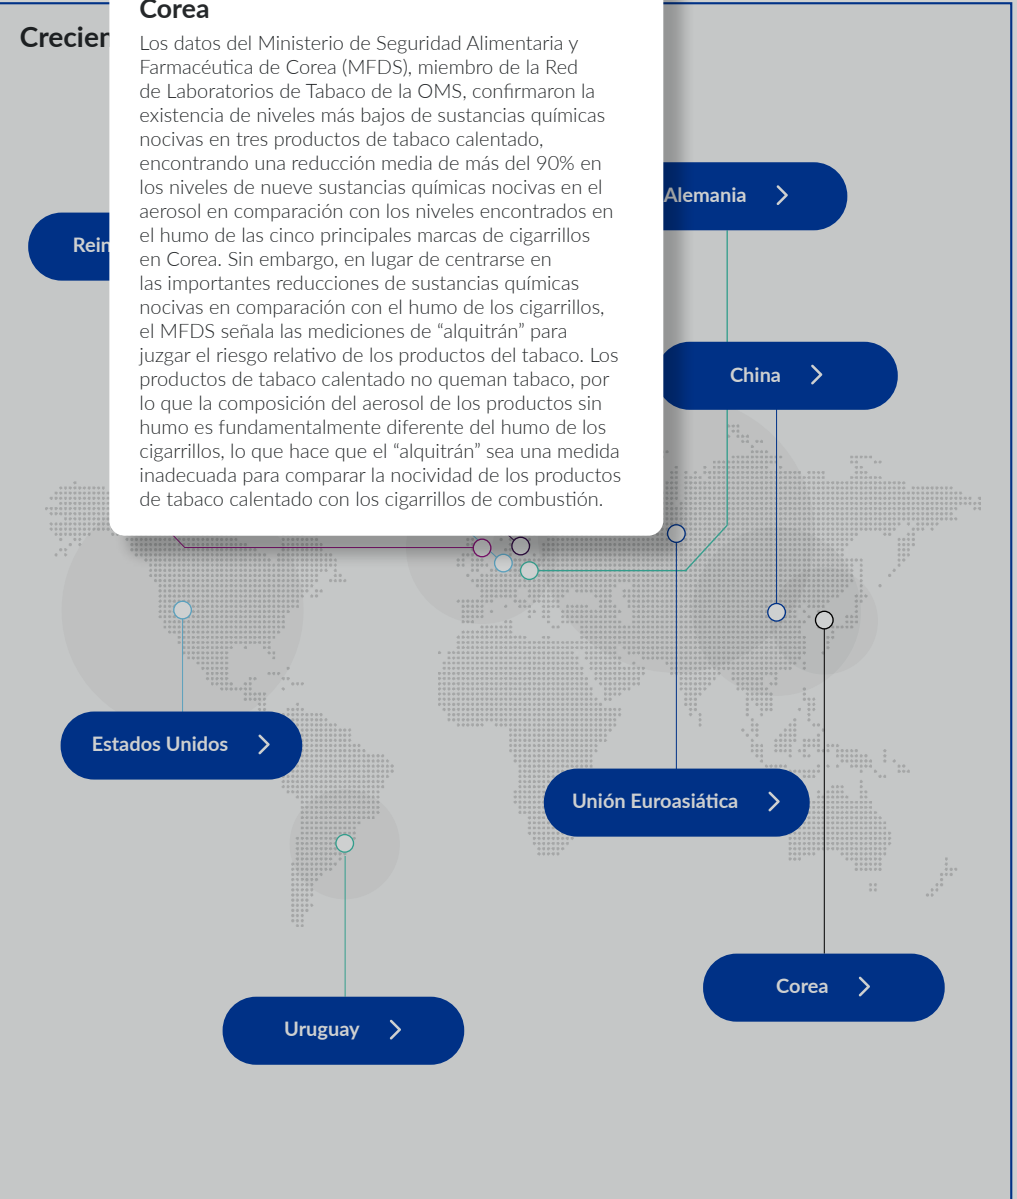 Corea
Los datos del Ministerio de Seguridad Alimentaria y
Farmacéutica de Corea (MFDS), miembro de la Red
de Laboratorios de Tabaco de la OMS, confirmaron la
existencia de niveles más bajos de sustancias químicas
nocivas en tres productos de tabaco calentado,
encontrando una reducción media de más del 90% en
los niveles de nueve sustancias químicas nocivas en el
aerosol en comparación con los niveles encontrados en
el humo de las cinco principales marcas de cigarrillos
en Corea. Sin embargo, en lugar de centrarse en
las importantes reducciones de sustancias químicas
nocivas en comparación con el humo de los cigarrillos,
el MFDS señala las mediciones de “alquitrán” para
juzgar el riesgo relativo de los productos del tabaco. Los
productos de tabaco calentado no queman tabaco, por
lo que la composición del aerosol de los productos sin
humo es fundamentalmente diferente del humo de los
cigarrillos, lo que hace que el “alquitrán” sea una medida
inadecuada para comparar la nocividad de los productos
de tabaco calentado con los cigarrillos de combustión.
Alemania
China
Estados Unidos
Unión Euroasiática
Corea
Uruguay